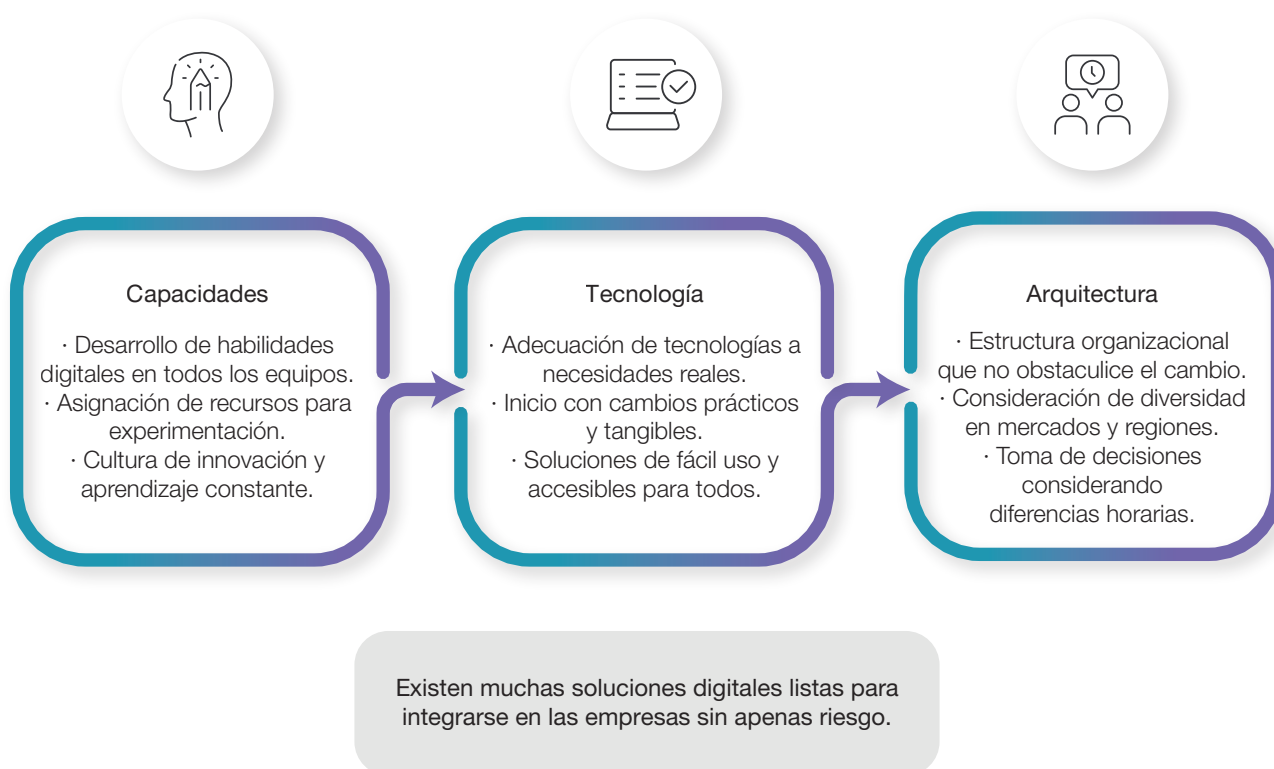 Capacidades
· Desarrollo de habilidades
digitales en todos los equipos.
· Asignación de recursos para
experimentación.
· Cultura de innovación y
aprendizaje constante.
Tecnología
· Adecuación de tecnologías a
necesidades reales.
· Inicio con cambios prácticos
y tangibles.
· Soluciones de fácil uso y
accesibles para todos.
Arquitectura
· Estructura organizacional
que no obstaculice el cambio.
· Consideración de diversidad
en mercados y regiones.
· Toma de decisiones
considerando
diferencias horarias.
Existen muchas soluciones digitales listas para
integrarse en las empresas sin apenas riesgo.